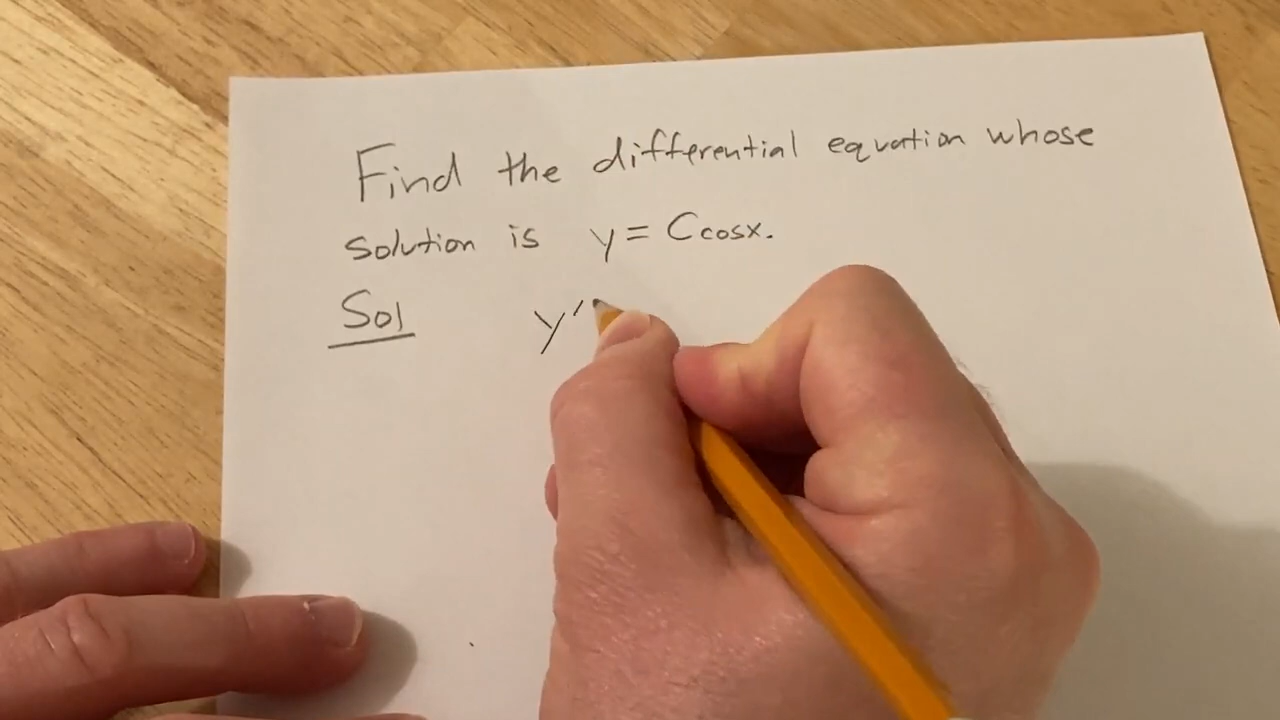 Find the differential equation whose
solution is y = Ccosx.
Sol y'